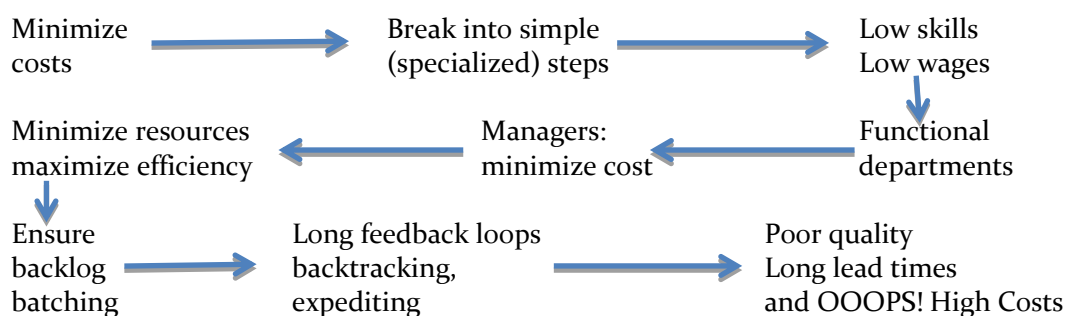 Minimize
costs
Break into simple
(specialized) steps
Low skills
Low wages
Functional
departments
Managers:
minimize cost
Minimize resources
maximize efficiency
Ensure
backlog
batching
Long feedback loops
backtracking,
expediting
Poor quality
Long lead times
and OOOPS! High Costs